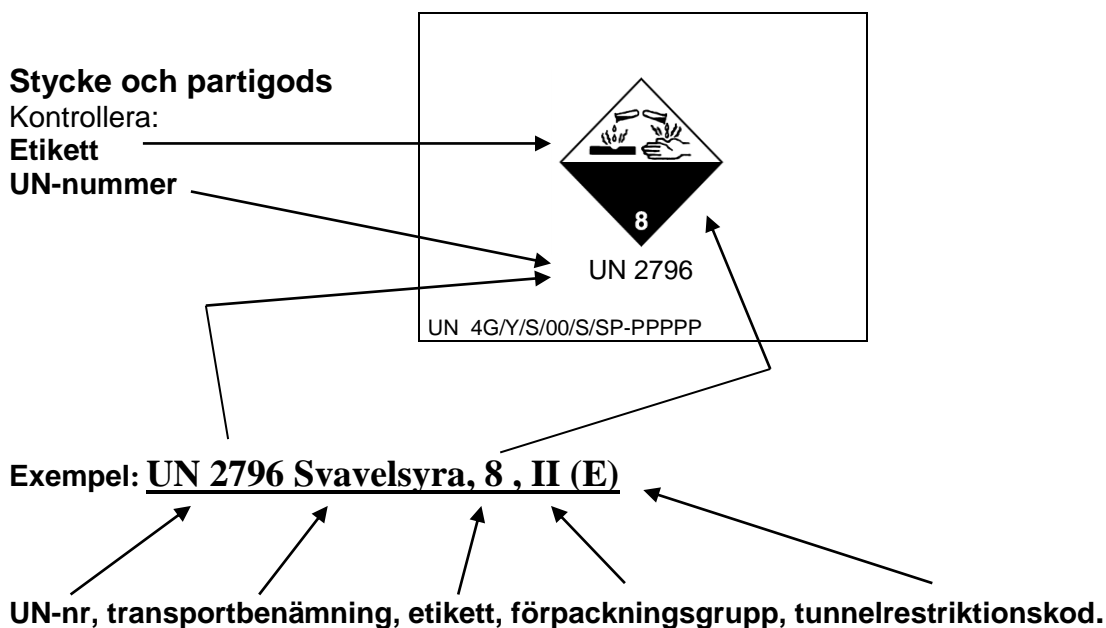 Stycke och partigods
Kontrollera:
Etikett
UN-nummer
8
UN 2796
UN 4G/Y/S/00/S/SP-PPPPP
Exempel: UN 2796 Svavelsyra, 8 , II (E)
UN-nr, transportbenämning, etikett, förpackningsgrupp, tunnelrestriktionskod.